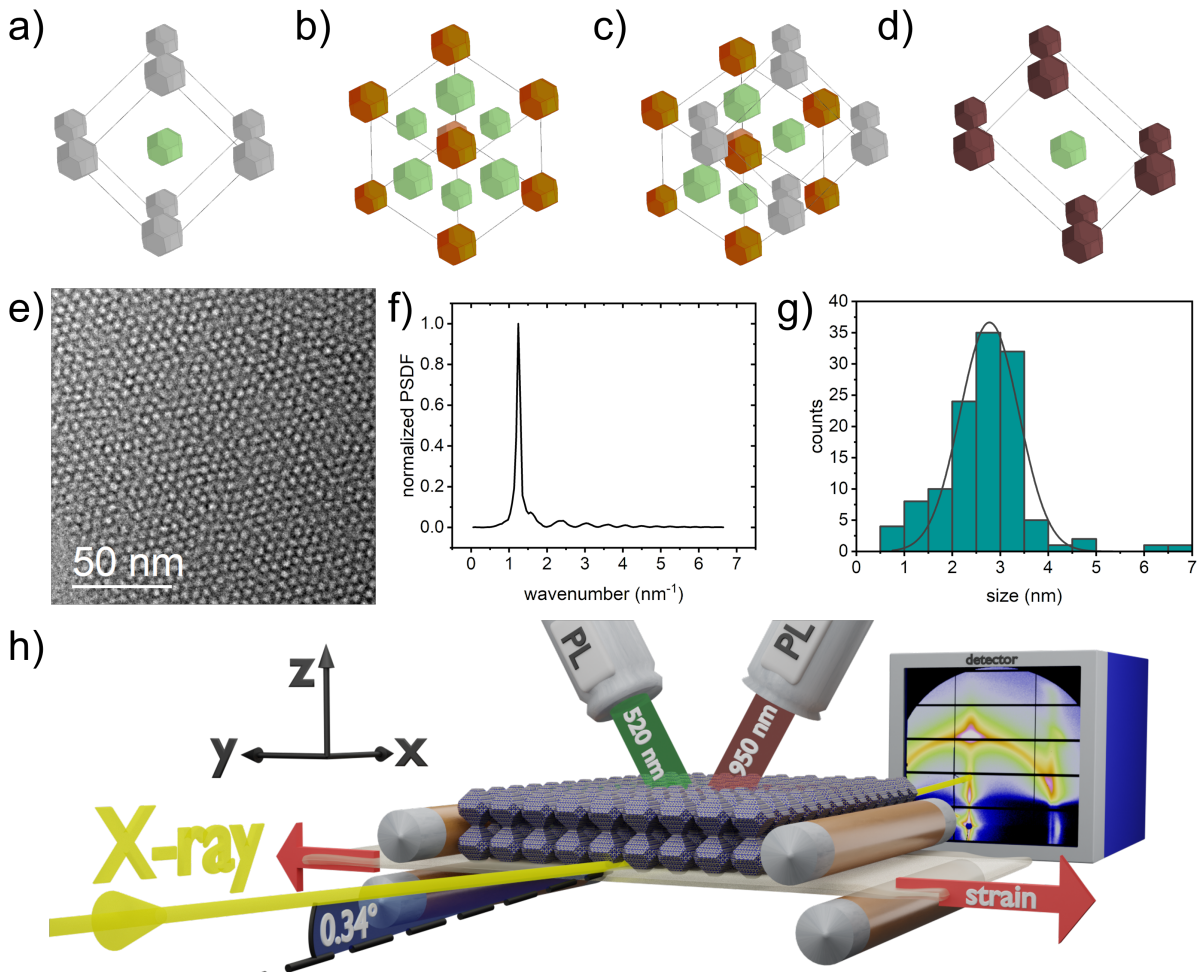 a)
b)
c)
d)
e)
50 nm
f)
normalized PSDF
1.0
0.8
0.6
0.4
0.2
0.0
0 1 2 3 4 5 6 7
wavenumber (nm⁻¹)
g)
counts
40
35
30
25
20
15
10
5
0
0 1 2 3 4 5 6 7
size (nm)
h)
z
y
x
PL
PL
520 nm
950 nm
detector
X-ray
0.34°
strain